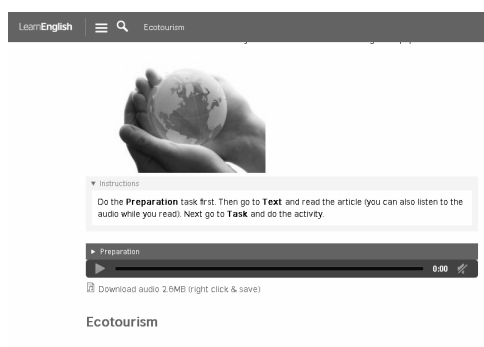 LearnEnglish Ecotourism
Instructions
Do the Preparation task first. Then go to Text and read the article (you can also listen to the
audio while you read). Next go to Task and do the activity.
Preparation
0:00
Download audio 2.6MB (right click & save)
Ecotourism